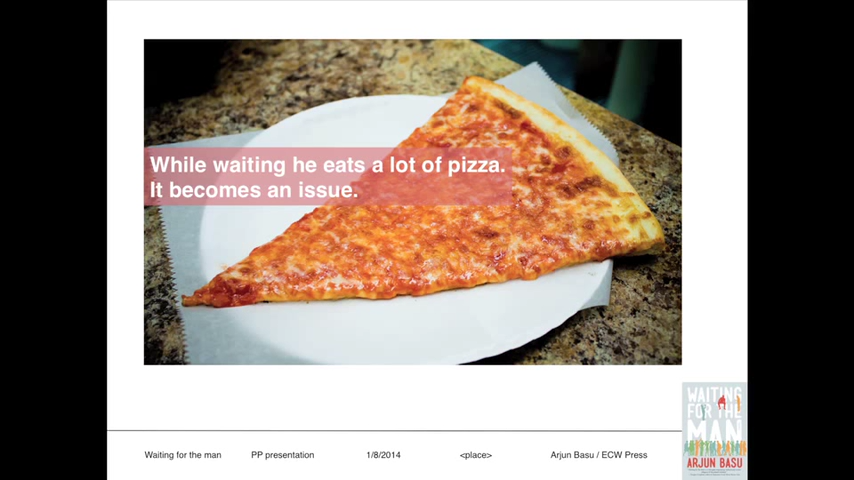 While waiting he eats a lot of pizza.
It becomes an issue.
Waiting for the man
PP presentation
1/8/2014
<place>
Arjun Basu / ECW Press
WAITING
FOR THE
MAN
ARJUN BASU